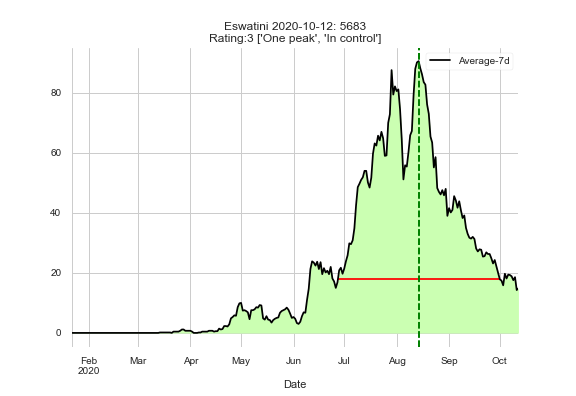 Eswatini 2020-10-12: 5683
Rating:3 ['One peak', 'In control']
Average-7d
80
60
40
20
0
Feb
2020
Mar
Apr
May
Jun
Jul
Aug
Sep
Oct
Date